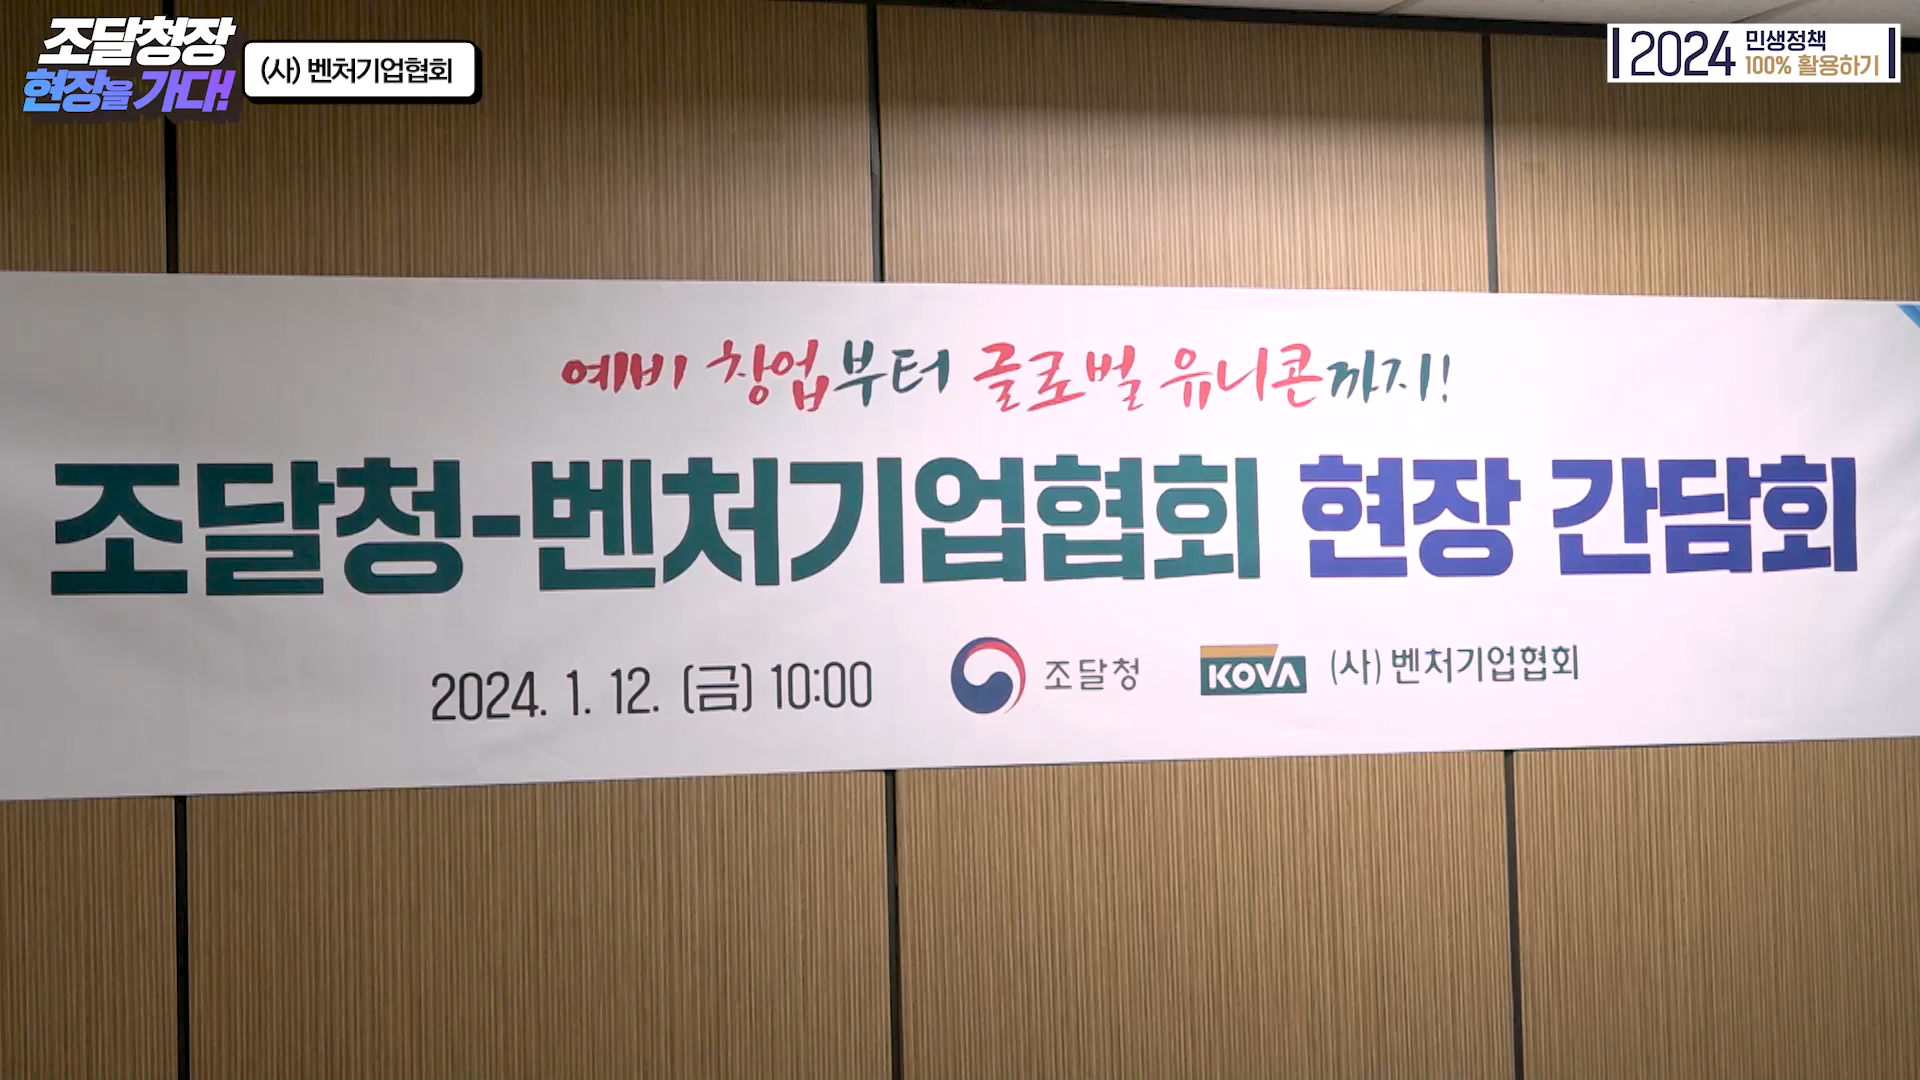 조달청장
현장을 가다!
(사) 벤처기업협회
2024 민생정책
100% 활용하기
예비 창업부터 글로벌 유니콘까지!
조달청-벤처기업협회 현장 간담회
2024. 1. 12. (금) 10:00
조달청
KOVA (사) 벤처기업협회